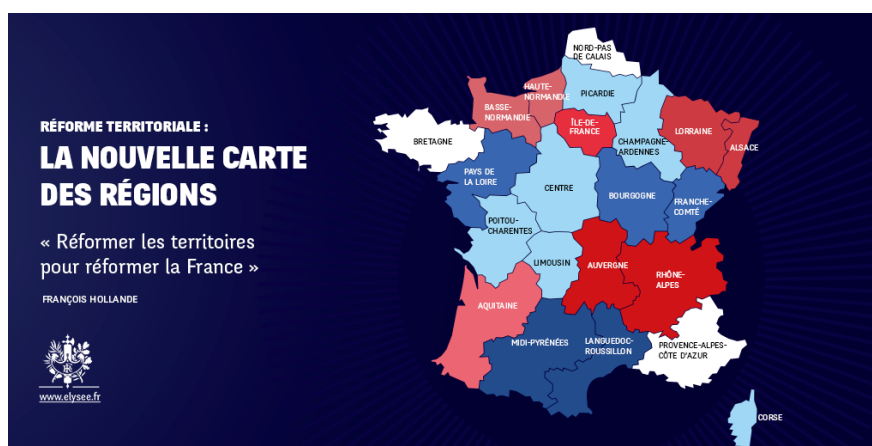 RÉFORME TERRITORIALE :
LA NOUVELLE CARTE
DES RÉGIONS
« Réformer les territoires
pour réformer la France »
FRANÇOIS HOLLANDE
www.elysee.fr
NORD-PAS
DE CALAIS
HAUTE-
NORMANDIE
PICARDIE
BASSE-
NORMANDIE
ÎLE-DE-
FRANCE
CHAMPAGNE-
ARDENNES
LORRAINE
ALSACE
BRETAGNE
PAYS DE
LA LOIRE
CENTRE
BOURGOGNE
FRANCHE-
COMTÉ
POITOU-
CHARENTES
LIMOUSIN
AUVERGNE
RHÔNE-
ALPES
AQUITAINE
MIDI-PYRÉNÉES
LANGUEDOC-
ROUSSILLON
PROVENCE-ALPES-
CÔTE D'AZUR
CORSE